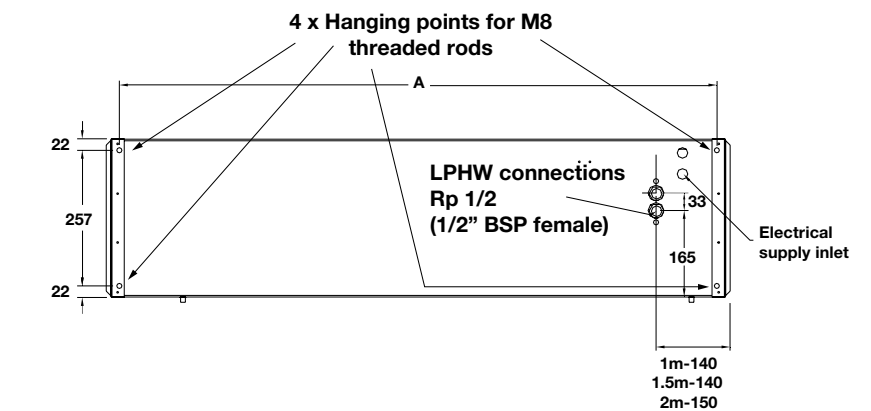 4 x Hanging points for M8
threaded rods
A
22
LPHW connections
Rp 1/2
(1/2” BSP female)
33
257
Electrical
supply inlet
165
22
1m-140
1.5m-140
2m-150